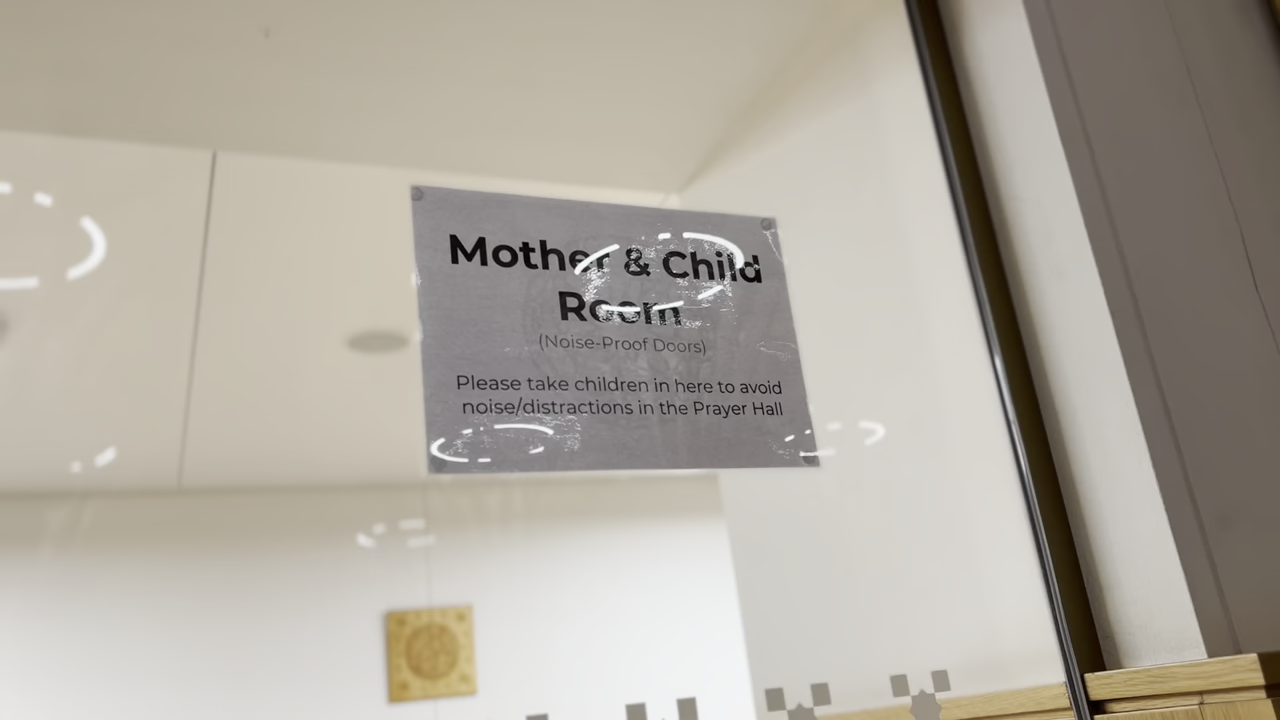 Mother & Child
Room
(Noise-Proof Doors)
Please take children in here to avoid
noise/distractions in the Prayer Hall